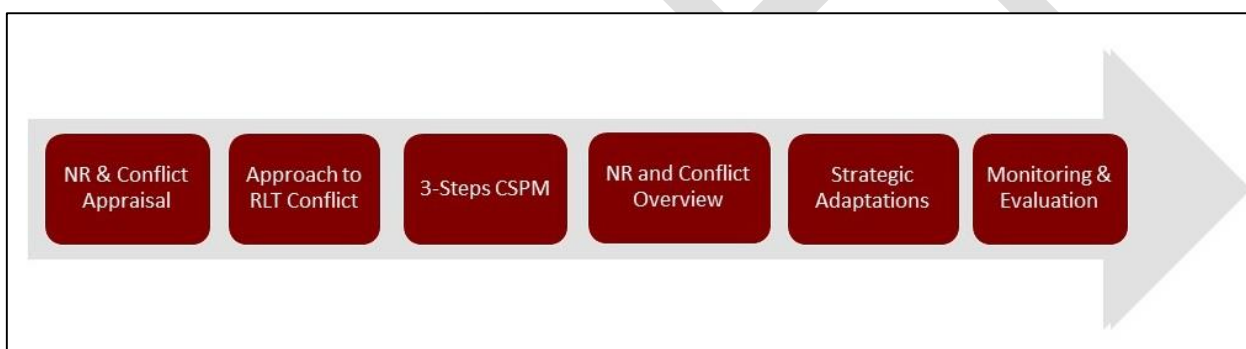 NR & Conflict
Appraisal
Approach to
RLT Conflict
3-Steps CSPM
NR and Conflict
Overview
Strategic
Adaptations
Monitoring &
Evaluation